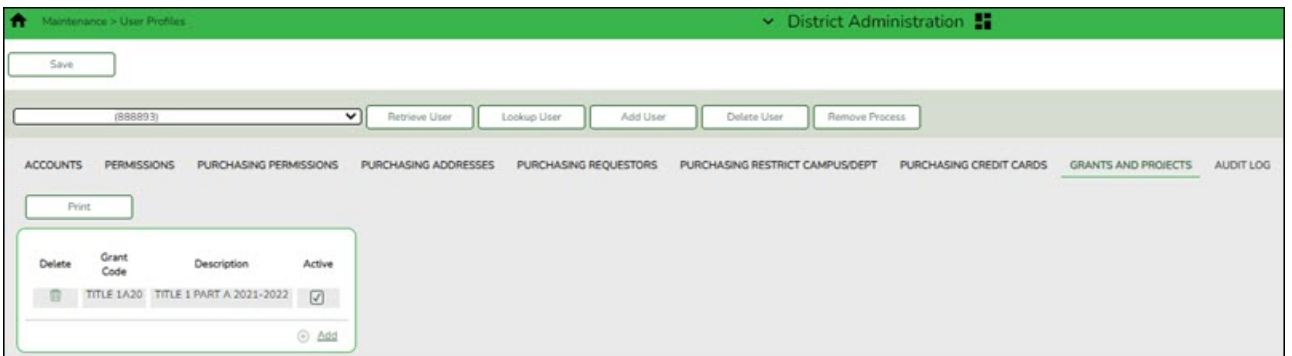 Maintenance > User Profiles
District Administration
Save
(888893)
Retrieve User
Lookup User
Add User
Delete User
Remove Process
ACCOUNTS PERMISSIONS PURCHASING PERMISSIONS PURCHASING ADDRESSES PURCHASING REQUESTORS PURCHASING RESTRICT CAMPUS/DEPT PURCHASING CREDIT CARDS GRANTS AND PROJECTS AUDIT LOG
Print
Delete Grant Code Description Active
TITLE 1A20 TITLE 1 PART A 2021-2022
Add